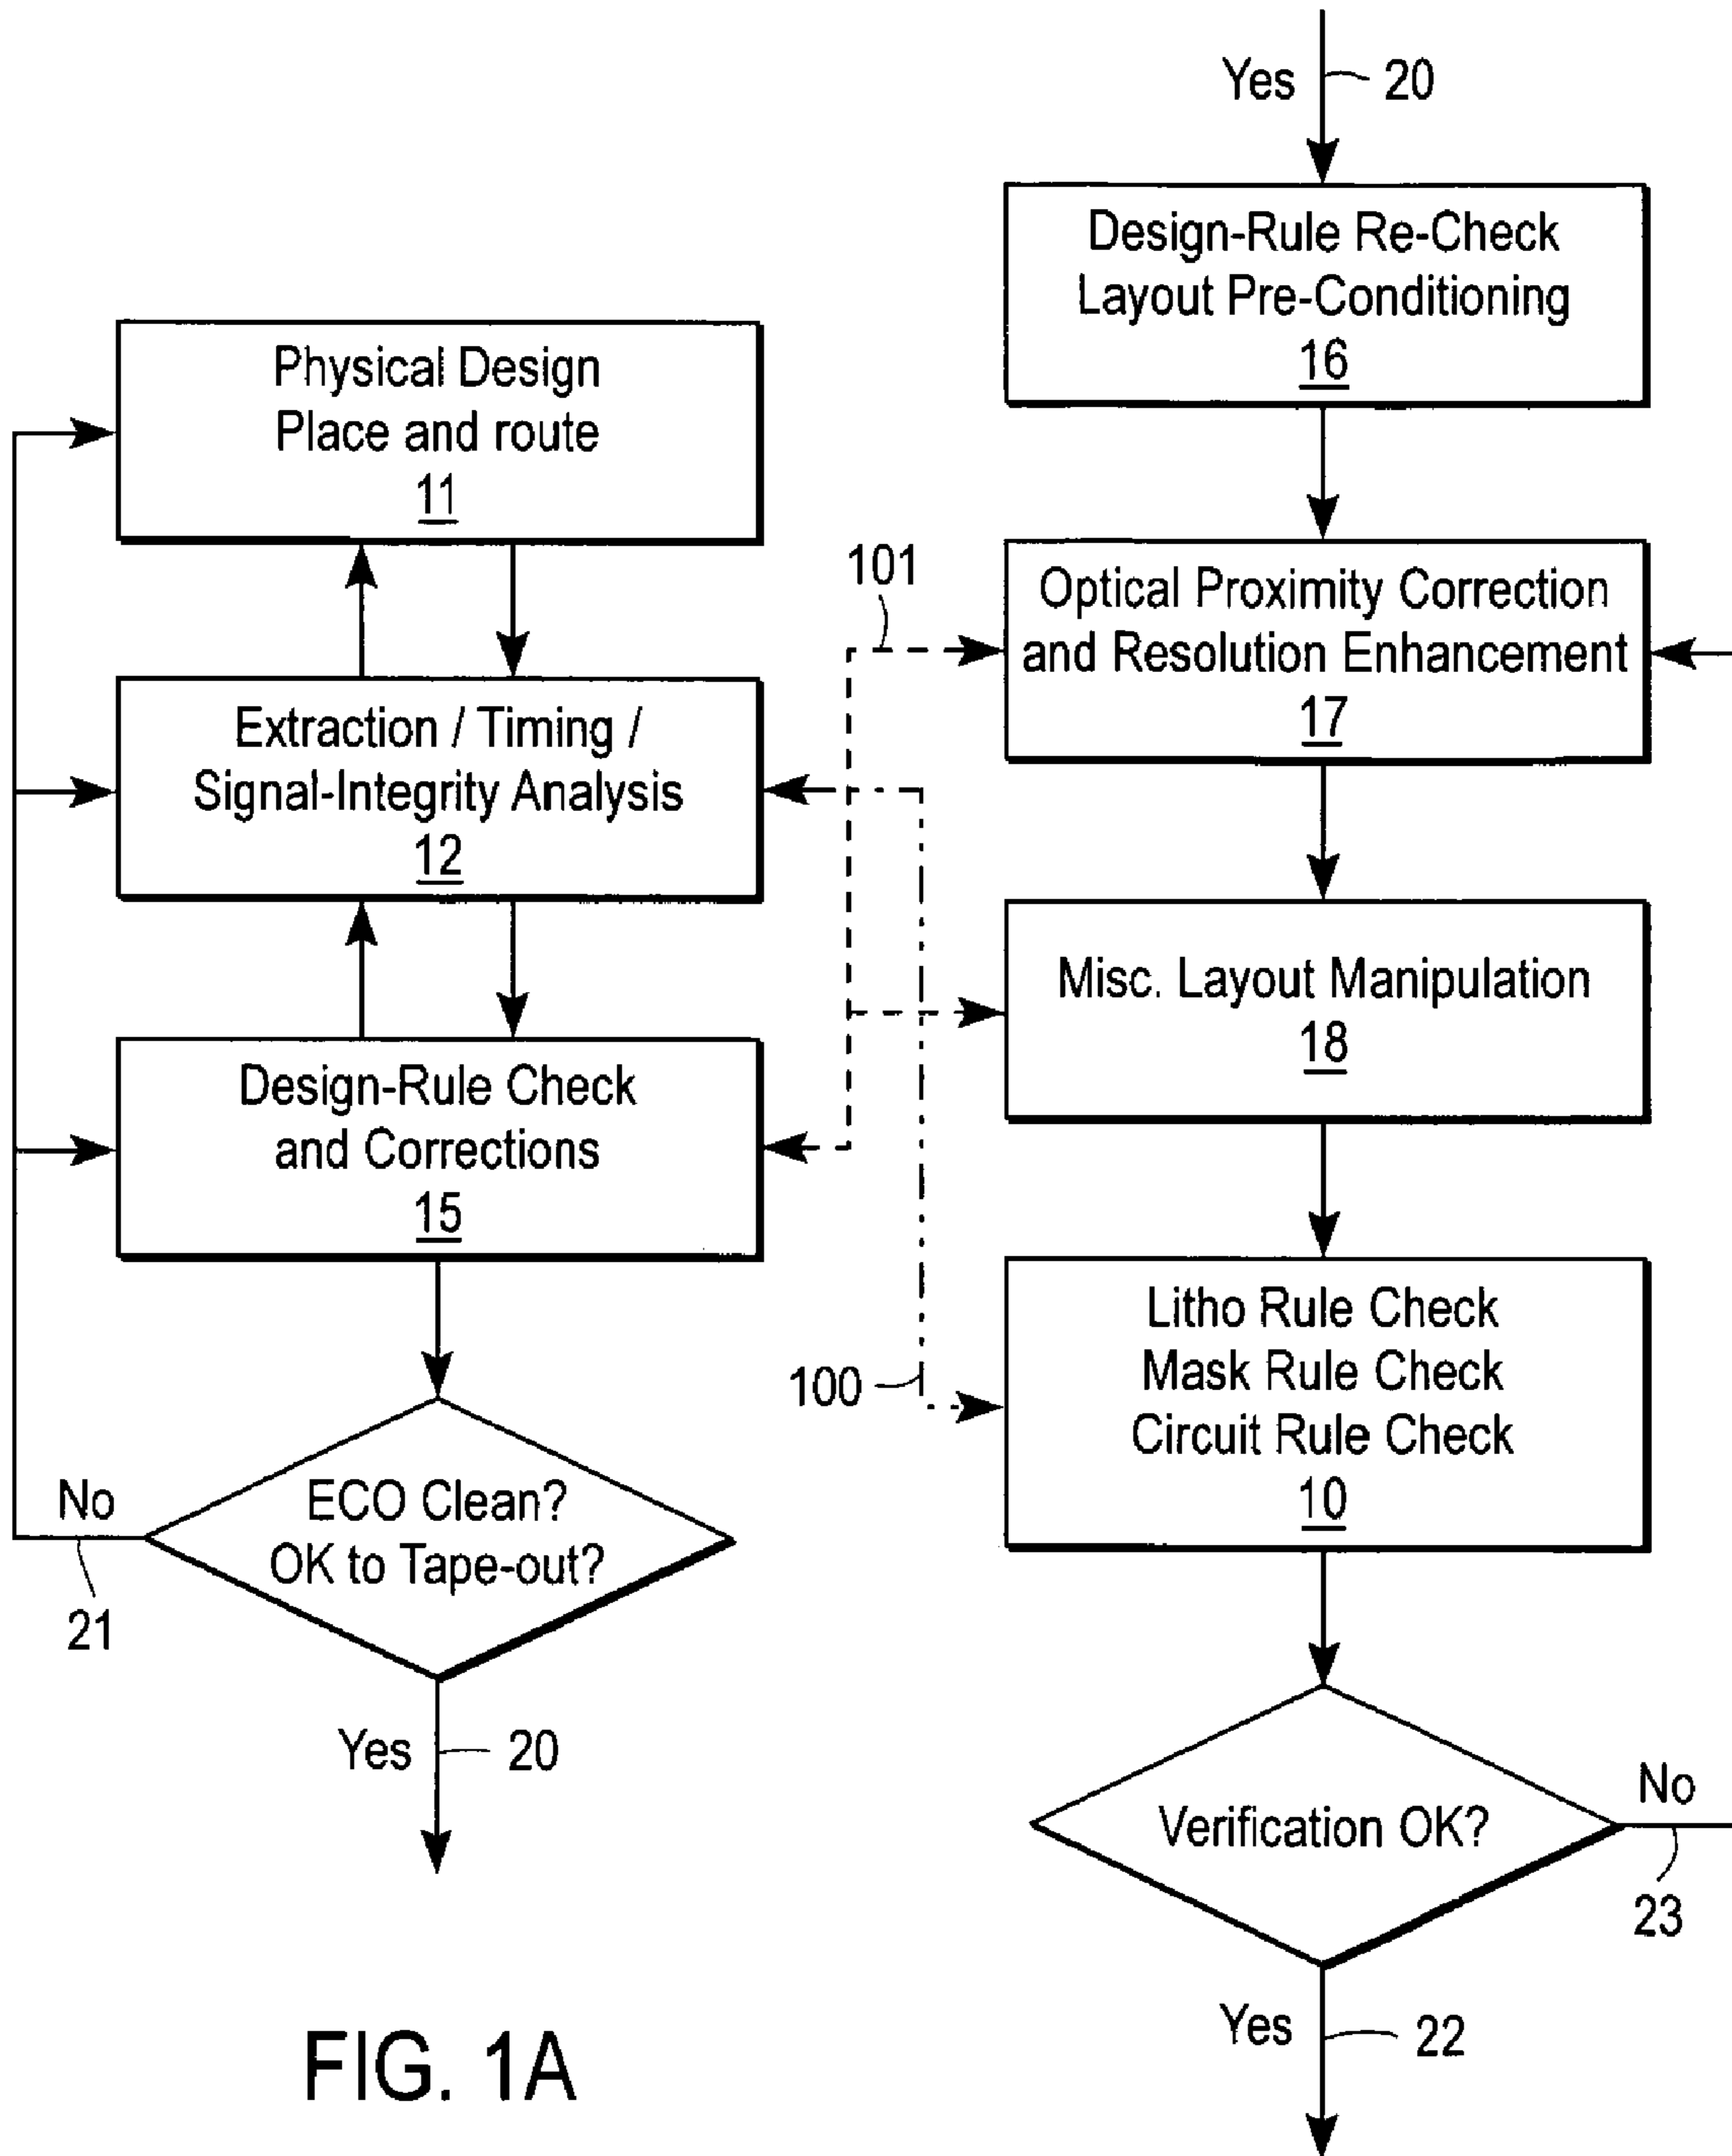 Physical Design
Place and route
11
Extraction / Timing /
Signal-Integrity Analysis
12
Design-Rule Check
and Corrections
15
ECO Clean?
OK to Tape-out?
No
21
Yes
20
101
100
Yes
20
Design-Rule Re-Check
Layout Pre-Conditioning
16
Optical Proximity Correction
and Resolution Enhancement
17
Misc. Layout Manipulation
18
Litho Rule Check
Mask Rule Check
Circuit Rule Check
10
Verification OK?
No
23
Yes
22
FIG. 1A